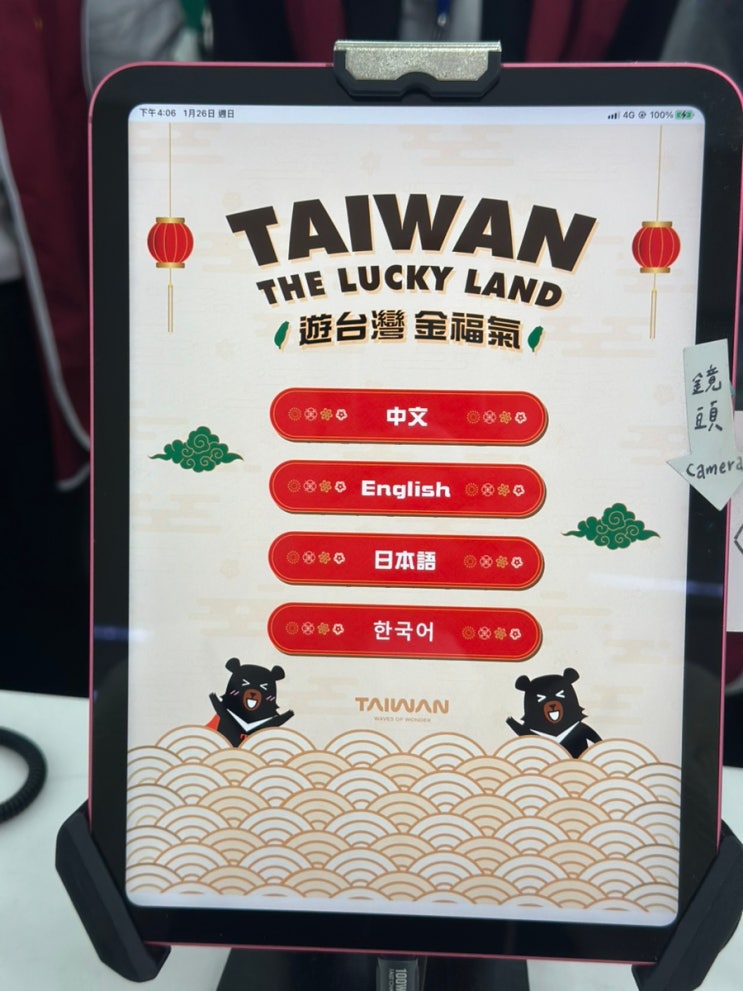 下午4:06 1月26日 週日
4G 100%
TAIWAN
THE LUCKY LAND
遊台灣 金福氣
鏡頭
camera
中文
English
日本語
한국어
TAIWAN
WAVES OF WONDER
100W